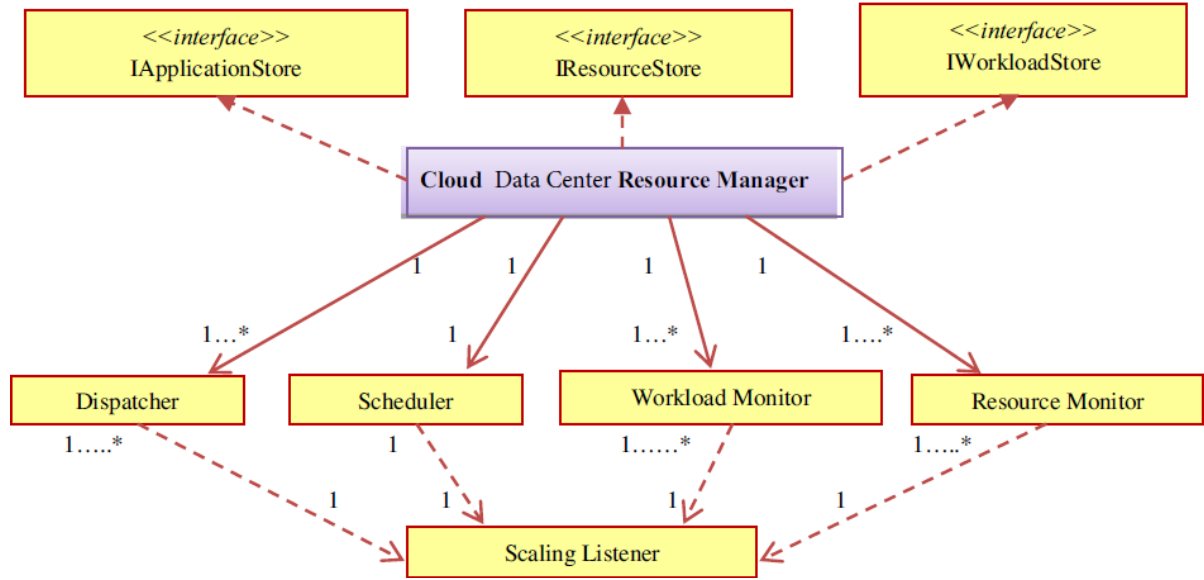 <<interface>>
IApplicationStore
<<interface>>
IResourceStore
<<interface>>
IWorkloadStore
Cloud Data Center Resource Manager
1
1
1
1
1...*
1
1...*
1....*
Dispatcher
Scheduler
Workload Monitor
Resource Monitor
1.....*
1
1......*
1.....*
1
1
1
1
Scaling Listener